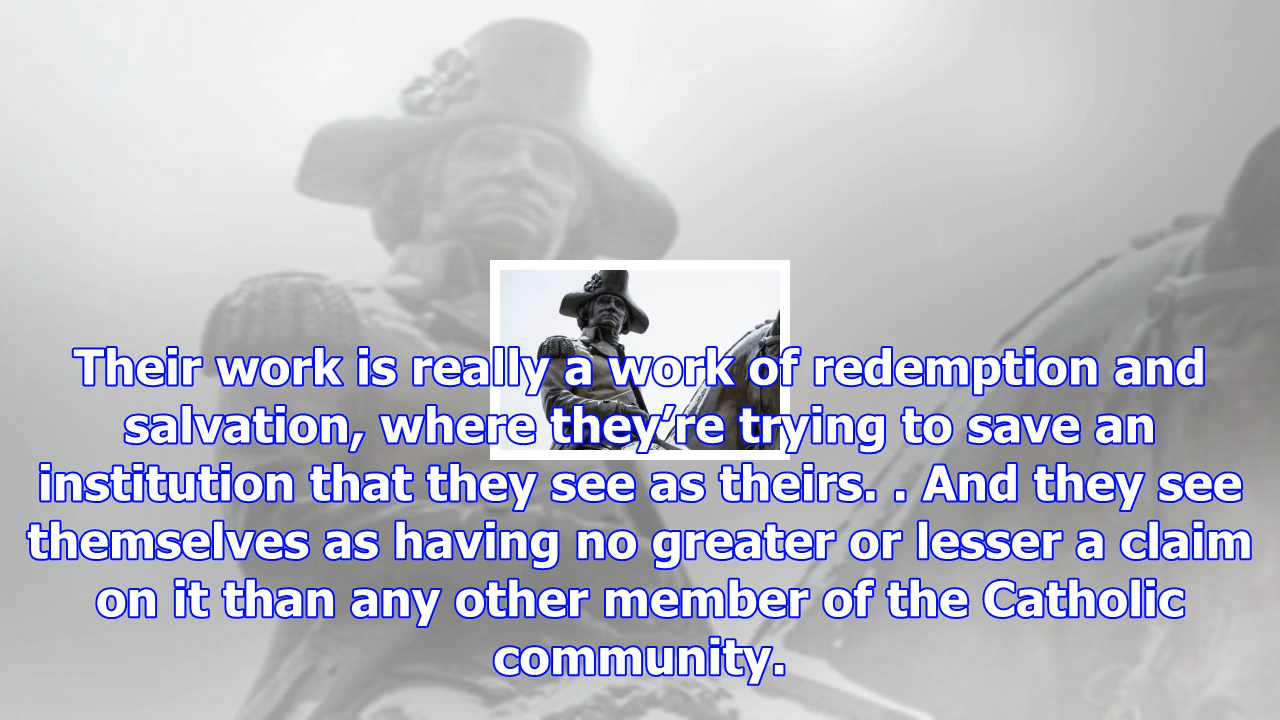 Their work is really a work of redemption and
salvation, where they’re trying to save an
institution that they see as theirs. . And they see
themselves as having no greater or lesser a claim
on it than any other member of the Catholic
community.